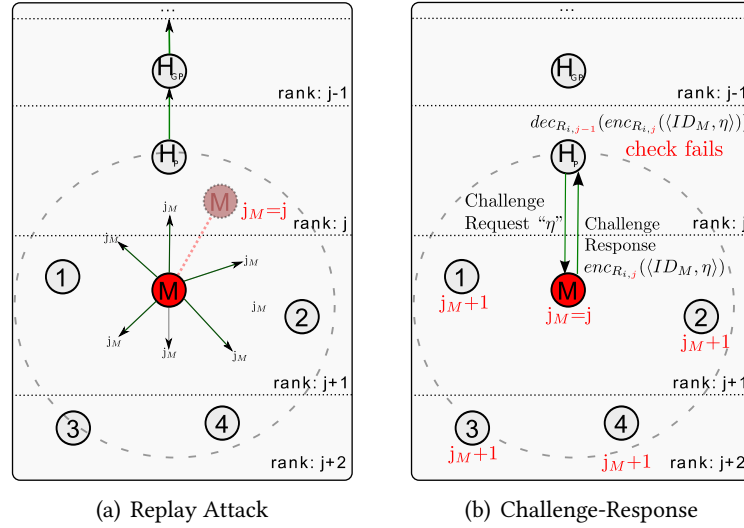 ...
H_GP
rank: j-1
H_P
M
j_M=j
rank: j
j_M
j_M
j_M
1
M
j_M
2
j_M
j_M
j_M
rank: j+1
3
4
rank: j+2
(a) Replay Attack
...
H_GP
rank: j-1
dec_{R_{i,j-1}}(enc_{R_{i,j}}(⟨ID_M, η⟩))
H_P
check fails
Challenge
Request “η”
rank: j
Challenge
Response
enc_{R_{i,j}}(⟨ID_M, η⟩)
1
j_M+1
M
j_M=j
2
j_M+1
rank: j+1
3
j_M+1
4
j_M+1
rank: j+2
(b) Challenge-Response